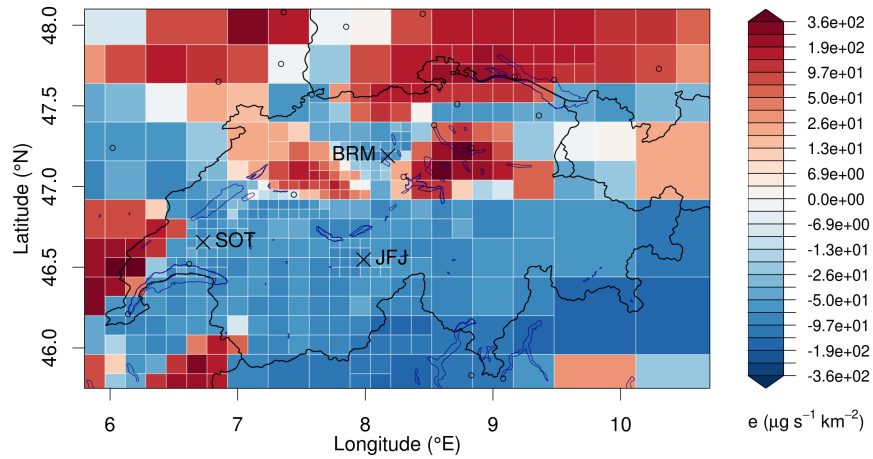 48.0
47.5
47.0
46.5
46.0
Latitude (°N)
6
7
8
9
10
Longitude (°E)
BRM
SOT
JFJ
3.6e+02
1.9e+02
9.7e+01
5.0e+01
2.6e+01
1.3e+01
6.9e+00
0.0e+00
-6.9e+00
-1.3e+01
-2.6e+01
-5.0e+01
-9.7e+01
-1.9e+02
-3.6e+02
e (μg s⁻¹ km⁻²)